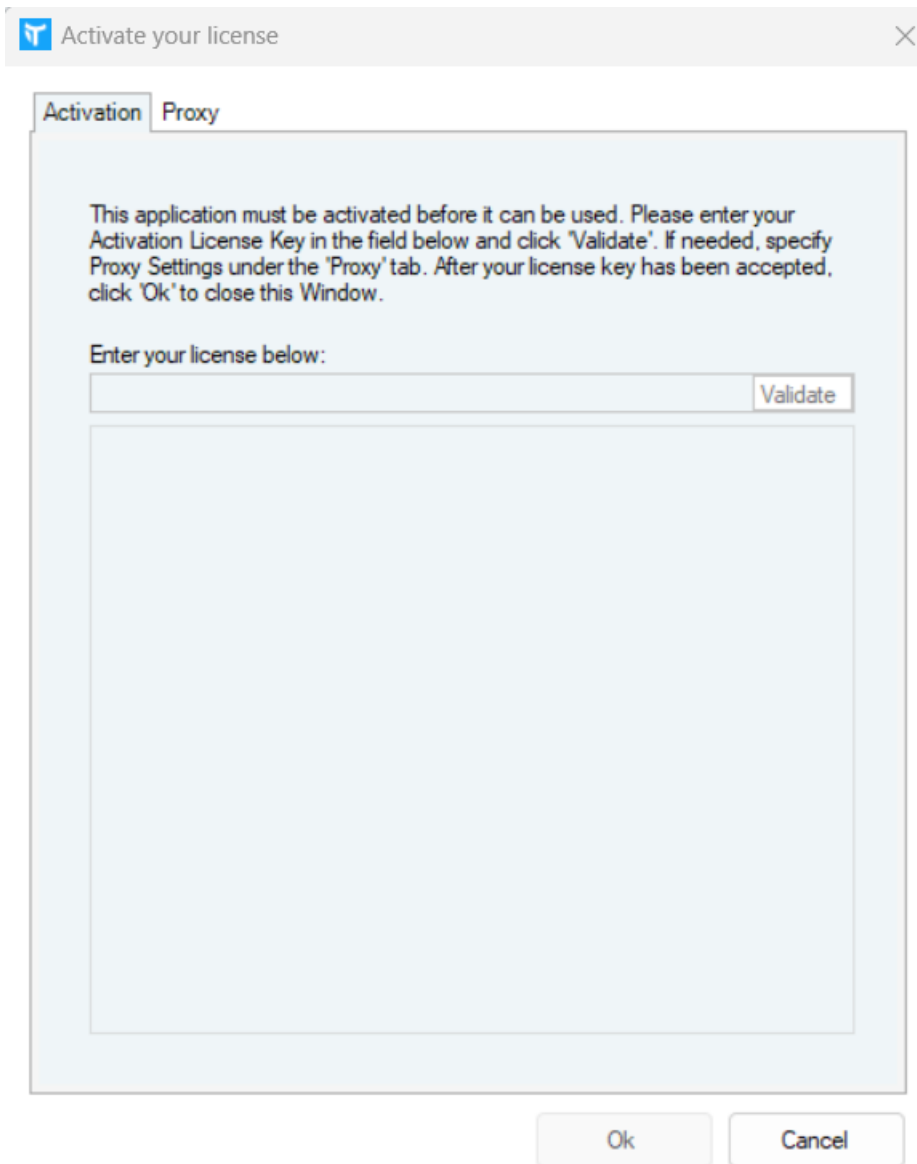 Activate your license
Activation Proxy
This application must be activated before it can be used. Please enter your
Activation License Key in the field below and click 'Validate'. If needed, specify
Proxy Settings under the 'Proxy' tab. After your license key has been accepted,
click 'Ok' to close this Window.
Enter your license below:
Validate
Ok Cancel